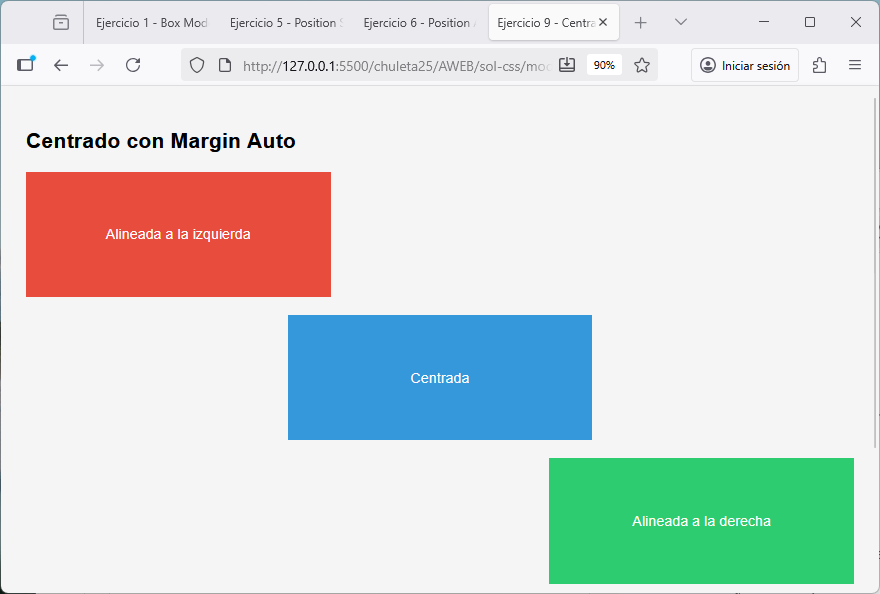 Ejercicio 1 - Box Mod
Ejercicio 5 - Position S
Ejercicio 6 - Position A
Ejercicio 9 - Centra
http://127.0.0.1:5500/chuleta25/AWEB/sol-css/mod
90%
Iniciar sesión
Centrado con Margin Auto
Alineada a la izquierda
Centrada
Alineada a la derecha